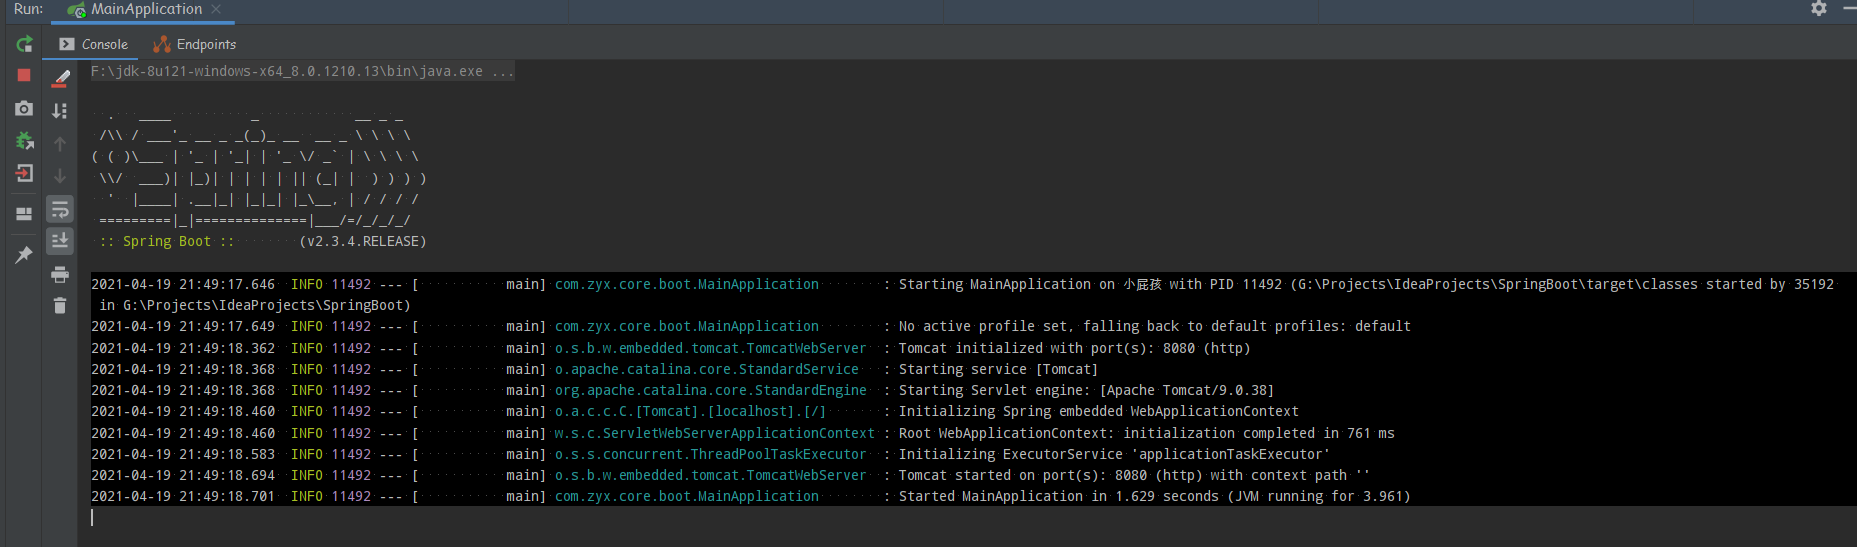 Run: MainApplication
Console Endpoints
F:\jdk-8u121-windows-x64_8.0.1210.13\bin\java.exe ...
  .   ____          _            __ _ _
 /\\ / ___'_ __ _ _(_)_ __  __ _ \ \ \ \
( ( )\___ | '_ | '_| | '_ \/ _` | \ \ \ \
 \\/  ___)| |_)| | | | | || (_| |  ) ) ) )
  '  |____| .__|_| |_|_| |_\__, | / / / /
 =========|_|==============|___/=/_/_/_/
 :: Spring Boot ::        (v2.3.4.RELEASE)
2021-04-19 21:49:17.646  INFO 11492 --- [           main] com.zyx.core.boot.MainApplication        : Starting MainApplication on 小屁孩 with PID 11492 (G:\Projects\IdeaProjects\SpringBoot\target\classes started by 35192
 in G:\Projects\IdeaProjects\SpringBoot)
2021-04-19 21:49:17.649  INFO 11492 --- [           main] com.zyx.core.boot.MainApplication        : No active profile set, falling back to default profiles: default
2021-04-19 21:49:18.362  INFO 11492 --- [           main] o.s.b.w.embedded.tomcat.TomcatWebServer  : Tomcat initialized with port(s): 8080 (http)
2021-04-19 21:49:18.368  INFO 11492 --- [           main] o.apache.catalina.core.StandardService   : Starting service [Tomcat]
2021-04-19 21:49:18.368  INFO 11492 --- [           main] org.apache.catalina.core.StandardEngine  : Starting Servlet engine: [Apache Tomcat/9.0.38]
2021-04-19 21:49:18.460  INFO 11492 --- [           main] o.a.c.c.C.[Tomcat].[localhost].[/]       : Initializing Spring embedded WebApplicationContext
2021-04-19 21:49:18.460  INFO 11492 --- [           main] w.s.c.ServletWebServerApplicationContext : Root WebApplicationContext: initialization completed in 761 ms
2021-04-19 21:49:18.583  INFO 11492 --- [           main] o.s.s.concurrent.ThreadPoolTaskExecutor  : Initializing ExecutorService 'applicationTaskExecutor'
2021-04-19 21:49:18.694  INFO 11492 --- [           main] o.s.b.w.embedded.tomcat.TomcatWebServer  : Tomcat started on port(s): 8080 (http) with context path ''
2021-04-19 21:49:18.701  INFO 11492 --- [           main] com.zyx.core.boot.MainApplication        : Started MainApplication in 1.629 seconds (JVM running for 3.961)